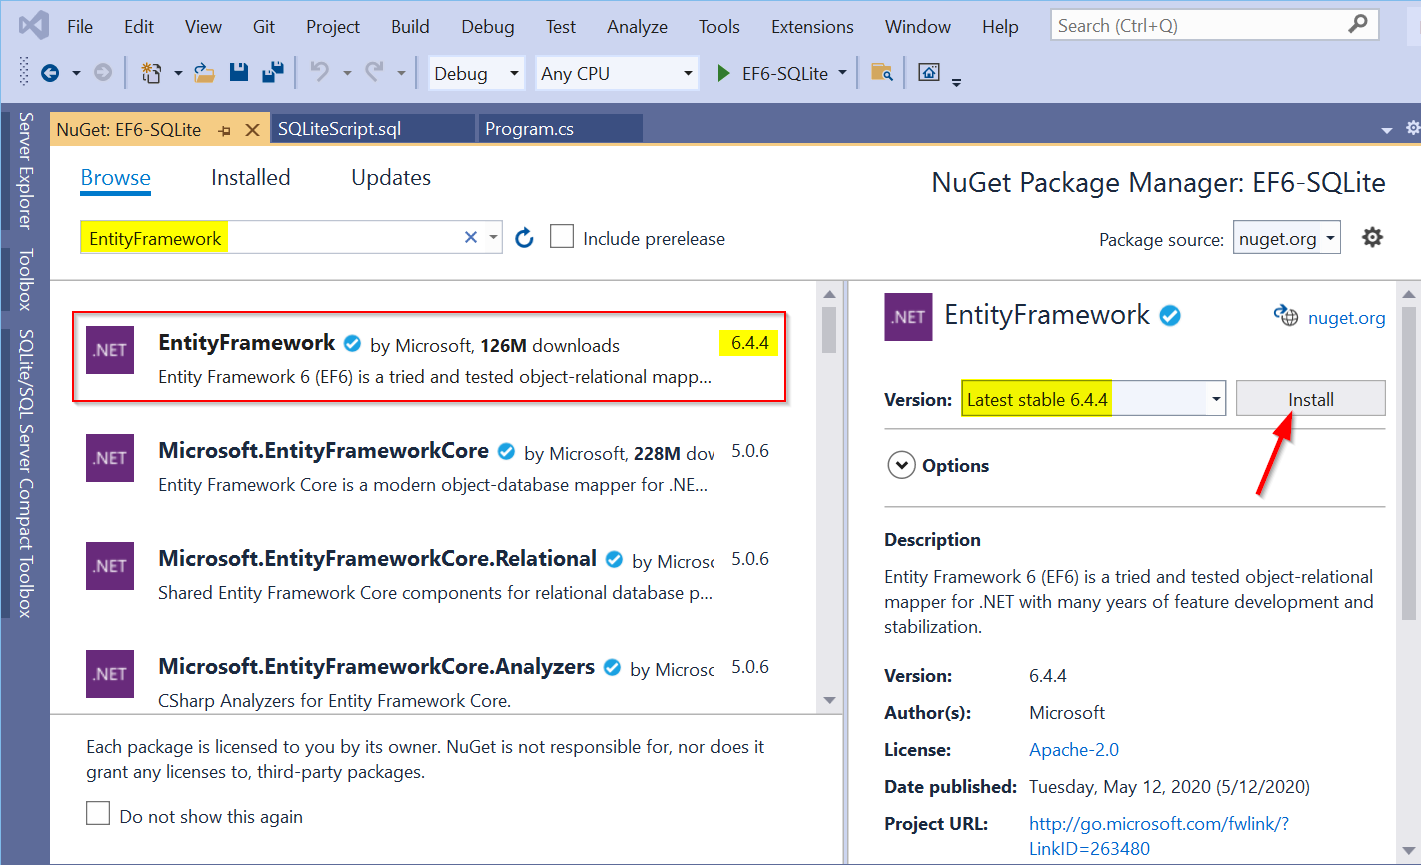 File Edit View Git Project Build Debug Test Analyze Tools Extensions Window Help Search (Ctrl+Q)
Debug Any CPU EF6-SQLite
Server Explorer
Toolbox
SQLite/SQL Server Compact Toolbox
NuGet: EF6-SQLite SQLiteScript.sql Program.cs
Browse Installed Updates
NuGet Package Manager: EF6-SQLite
EntityFramework Include prerelease
Package source: nuget.org
.NET
EntityFramework by Microsoft, 126M downloads 6.4.4
Entity Framework 6 (EF6) is a tried and tested object-relational mapp...
.NET
Microsoft.EntityFrameworkCore by Microsoft, 228M dov 5.0.6
Entity Framework Core is a modern object-database mapper for .NE...
.NET
Microsoft.EntityFrameworkCore.Relational by Microsc 5.0.6
Shared Entity Framework Core components for relational database p...
.NET
Microsoft.EntityFrameworkCore.Analyzers by Microsc 5.0.6
CSharp Analyzers for Entity Framework Core.
Each package is licensed to you by its owner. NuGet is not responsible for, nor does it
grant any licenses to, third-party packages.
Do not show this again
.NET EntityFramework nuget.org
Version: Latest stable 6.4.4 Install
Options
Description
Entity Framework 6 (EF6) is a tried and tested object-relational
mapper for .NET with many years of feature development and
stabilization.
Version: 6.4.4
Author(s): Microsoft
License: Apache-2.0
Date published: Tuesday, May 12, 2020 (5/12/2020)
Project URL: http://go.microsoft.com/fwlink/?
LinkID=263480